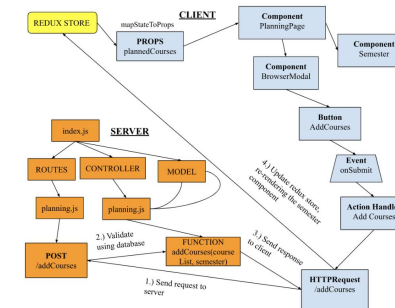 REDUX STORE
mapStateToProps
CLIENT
PROPS
plannedCourses
Component
PlanningPage
Component
Semester
Component
BrowserModal
Button
AddCourses
Event
onSubmit
Action Handle
Add Courses
HTTPRequest
/addCourses
index.js
SERVER
ROUTES
CONTROLLER
MODEL
planning.js
planning.js
POST
/addCourses
2.) Validate
using database
FUNCTION
addCourses(course
List, semester)
1.) Send request to
server
3.) Send response
to client
4.) Update redux store,
re-rendering the semester
component